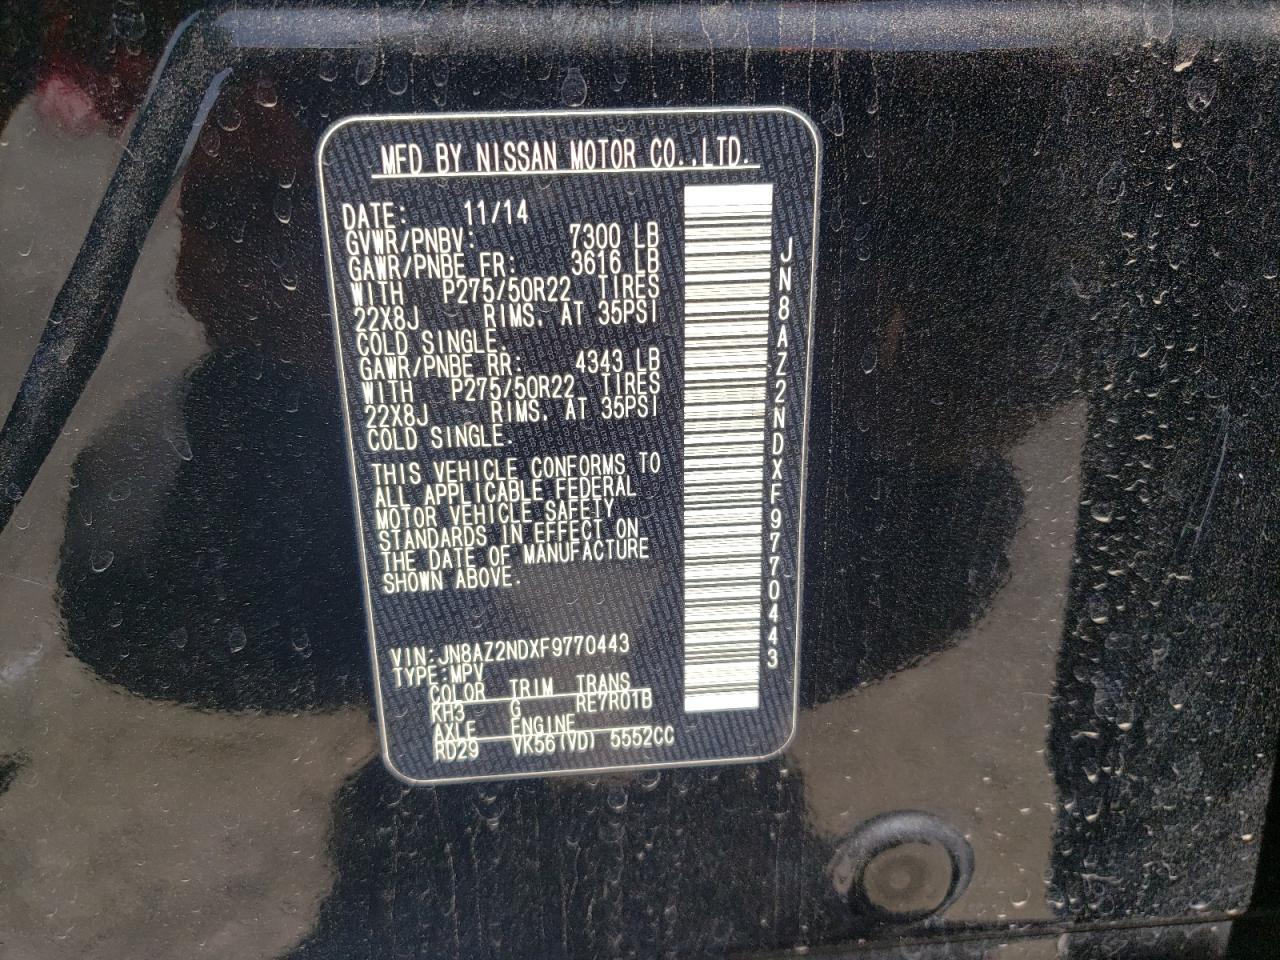 MFD BY NISSAN MOTOR CO.,LTD.
DATE: 11/14
GVWR/PNBV: 7300 LB
GAWR/PNBE FR: 3616 LB
WITH P275/50R22 TIRES
22X8J RIMS, AT 35PSI
COLD SINGLE.
GAWR/PNBE RR: 4343 LB
WITH P275/50R22 TIRES
22X8J RIMS, AT 35PSI
COLD SINGLE.
THIS VEHICLE CONFORMS TO
ALL APPLICABLE FEDERAL
MOTOR VEHICLE SAFETY
STANDARDS IN EFFECT ON
THE DATE OF MANUFACTURE
SHOWN ABOVE.
VIN:JN8AZ2NDXF9770443
TYPE:MPV
COLOR TRIM TRANS
KH3 G RE7R01B
AXLE ENGINE
RD29 VK56(VD) 5552CC
JN8AZ2NDXF9770443